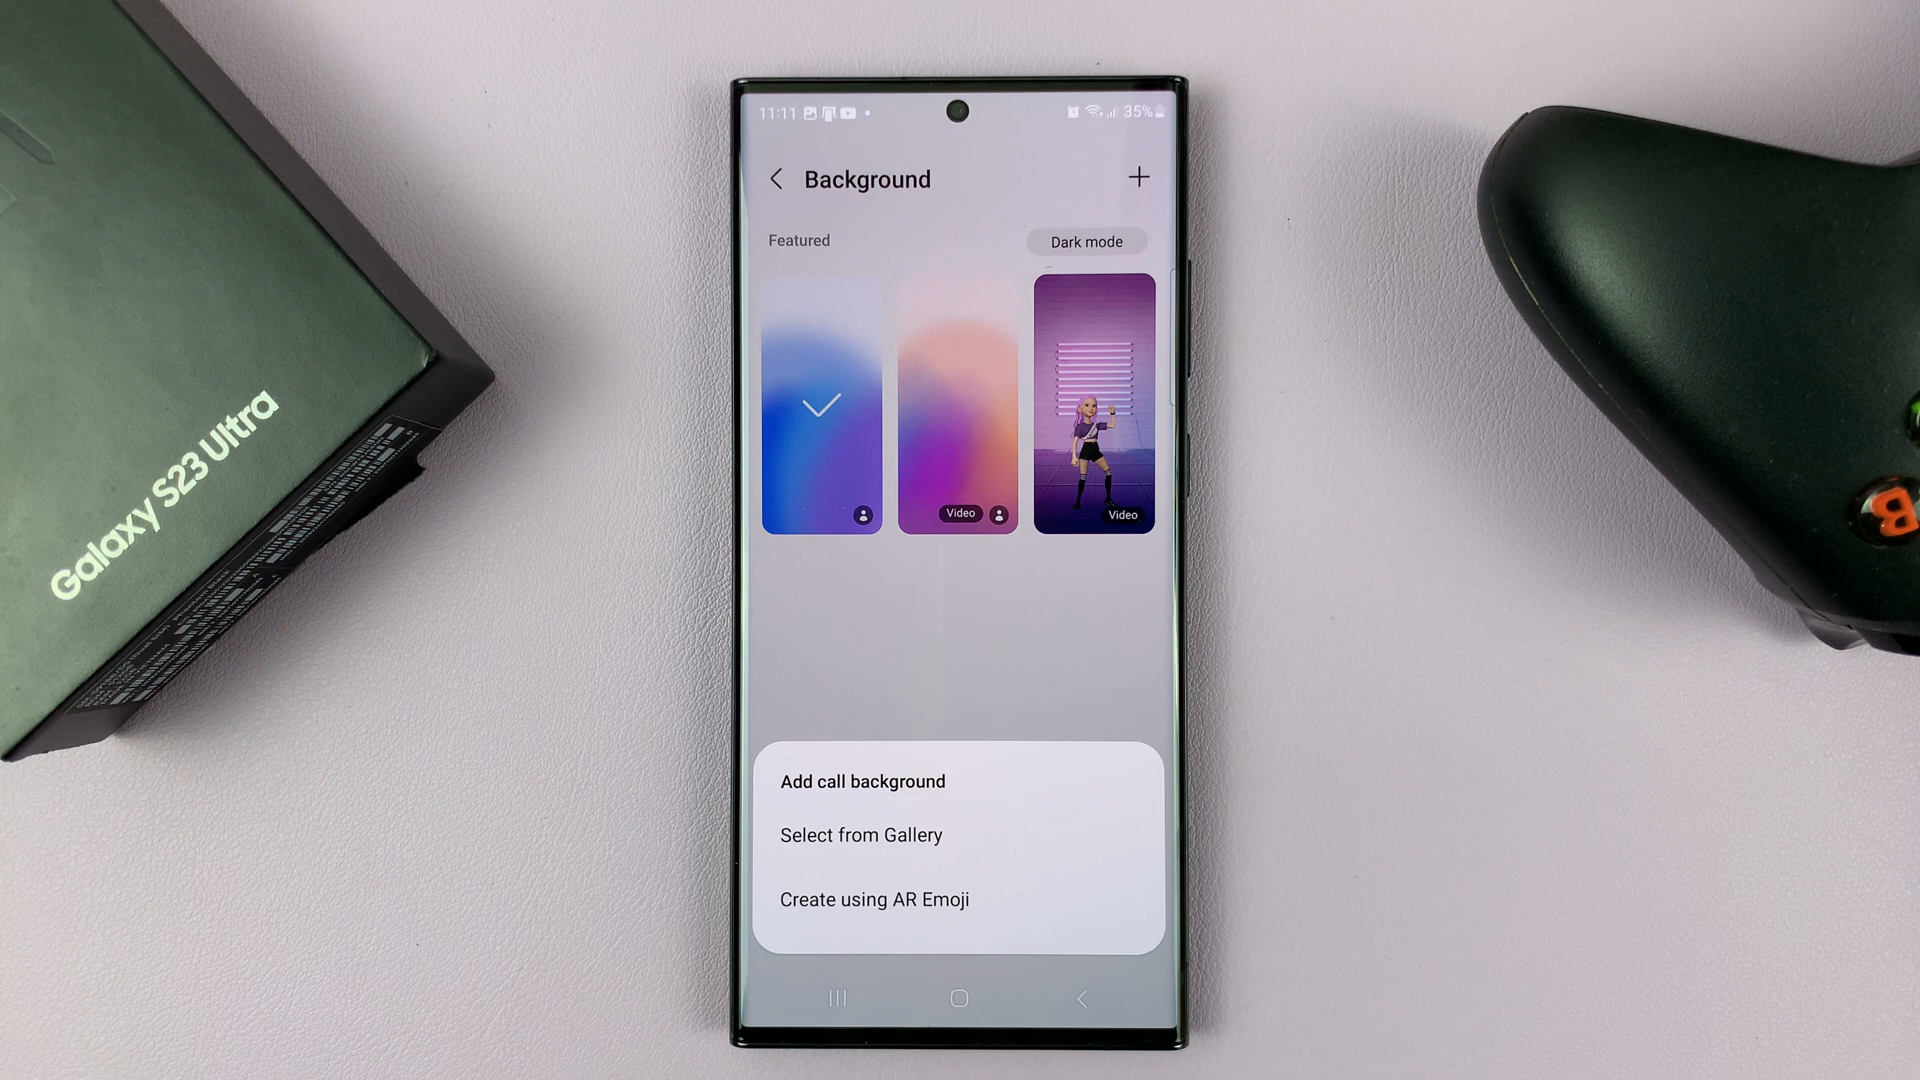 11:11
35%
Background
Featured
Dark mode
Video
Video
Add call background
Select from Gallery
Create using AR Emoji
Galaxy S23 Ultra
B